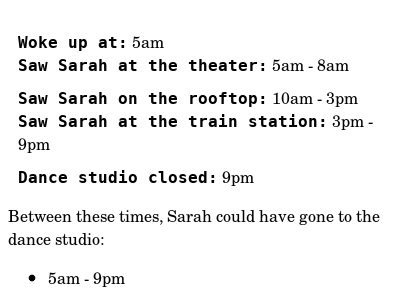 Woke up at: 5am
Saw Sarah at the theater: 5am - 8am
Saw Sarah on the rooftop: 10am - 3pm
Saw Sarah at the train station: 3pm -
9pm
Dance studio closed: 9pm
Between these times, Sarah could have gone to the
dance studio:
• 5am - 9pm